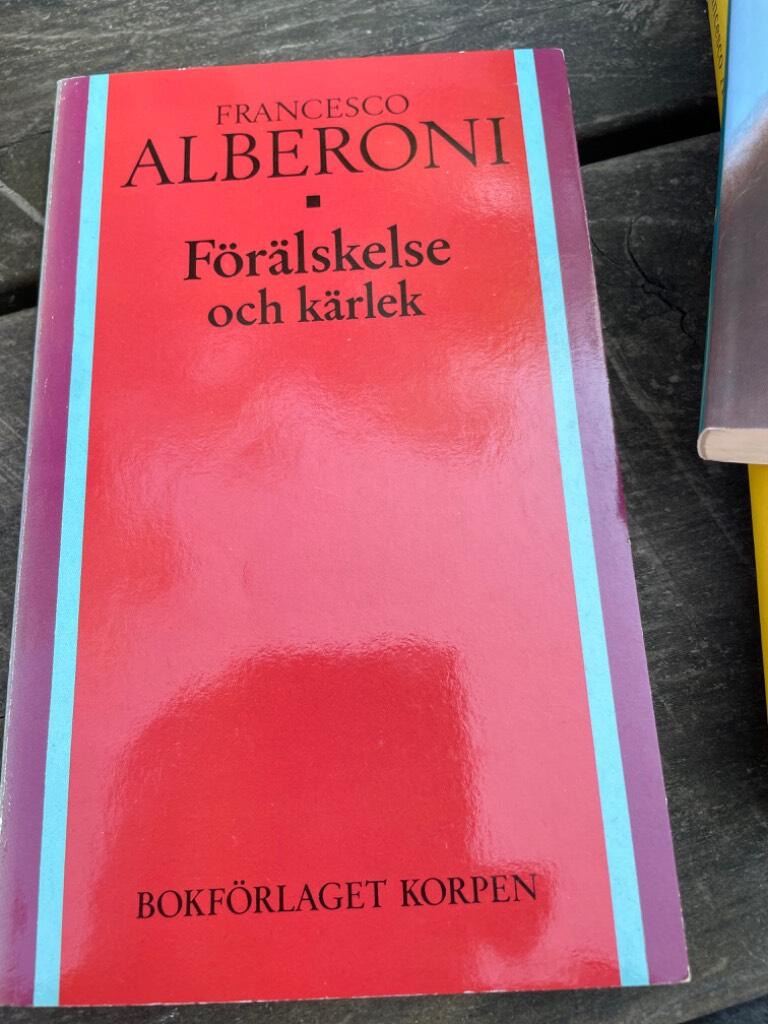 FRANCESCO
ALBERONI
Förälskelse
och kärlek
BOKFÖRLAGET KORPEN